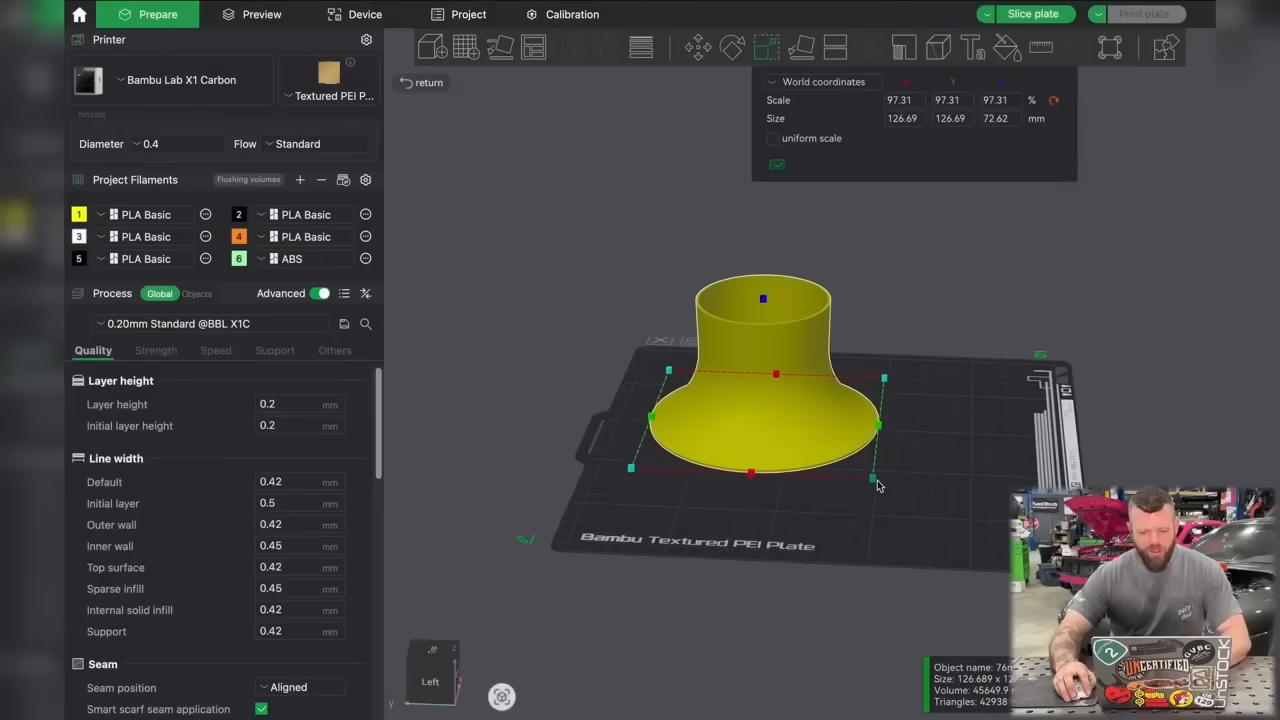 Prepare Preview Device Project Calibration Slice plate Print plate
Printer
return
Bambu Lab X1 Carbon
Textured PEI P...
World coordinates X Y Z
Scale 97.31 97.31 97.31 %
Size 126.69 126.69 72.62 mm
uniform scale
Nozzle
Diameter 0.4 Flow Standard
Project Filaments Flushing volumes
1 PLA Basic 2 PLA Basic
3 PLA Basic 4 PLA Basic
5 PLA Basic 6 ABS
Process Global Objects Advanced
0.20mm Standard @BBL X1C
Quality Strength Speed Support Others
Layer height
Layer height 0.2 mm
Initial layer height 0.2 mm
Line width
Default 0.42 mm
Initial layer 0.5 mm
Outer wall 0.42 mm
Inner wall 0.45 mm
Top surface 0.42 mm
Sparse infill 0.45 mm
Internal solid infill 0.42 mm
Support 0.42 mm
Seam
Seam position Aligned
Smart scarf seam application
Bambu Textured PEI Plate
Left
z
y
Object name: 76m
Size: 126.689 x 12
Volume: 45649.9
Triangles: 42938
2
GVBC
UNCERTIFIED
UNSTOCK